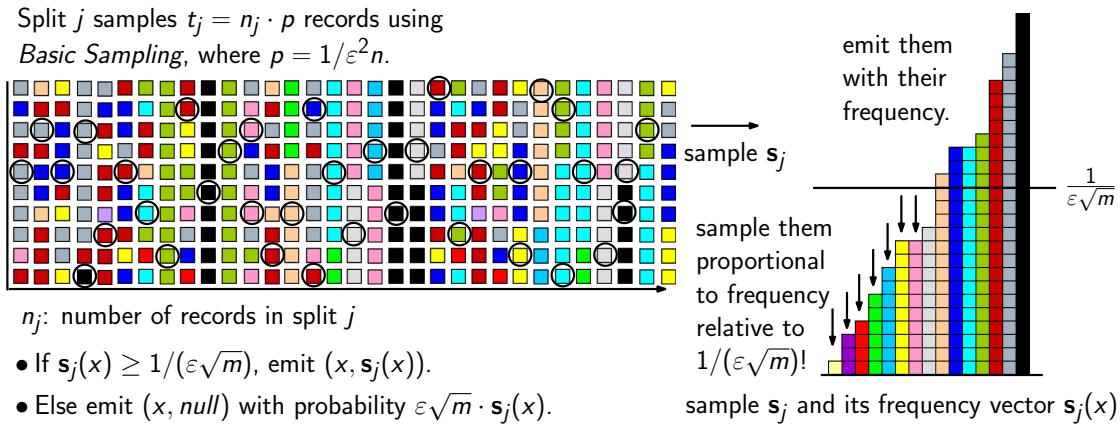 Split j samples t_j = n_j · p records using
Basic Sampling, where p = 1/ε²n.
n_j: number of records in split j
• If s_j(x) ≥ 1/(ε√m), emit (x, s_j(x)).
• Else emit (x, null) with probability ε√m · s_j(x).
sample s_j
emit them
with their
frequency.
1/(ε√m)
sample them
proportional
to frequency
relative to
1/(ε√m)!
sample s_j and its frequency vector s_j(x)